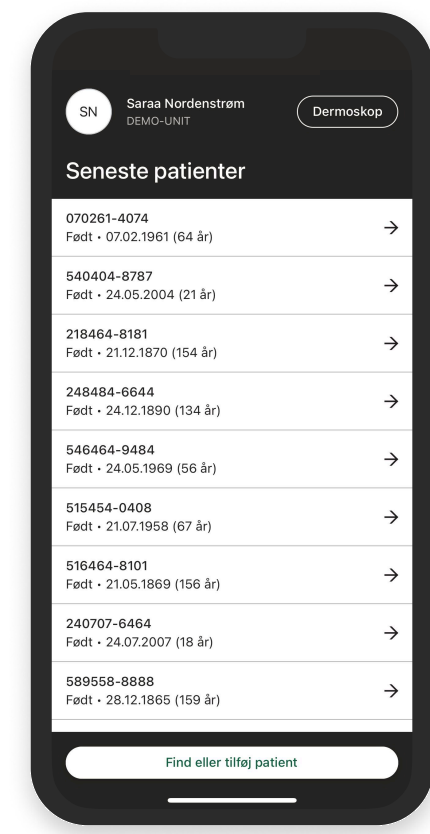 SN
Saraa Nordenstrøm
DEMO-UNIT
Dermoskop
Seneste patienter
070261-4074
Født • 07.02.1961 (64 år)
540404-8787
Født • 24.05.2004 (21 år)
218464-8181
Født • 21.12.1870 (154 år)
248484-6644
Født • 24.12.1890 (134 år)
546464-9484
Født • 24.05.1969 (56 år)
515454-0408
Født • 21.07.1958 (67 år)
516464-8101
Født • 21.05.1869 (156 år)
240707-6464
Født • 24.07.2007 (18 år)
589558-8888
Født • 28.12.1865 (159 år)
Find eller tilføj patient